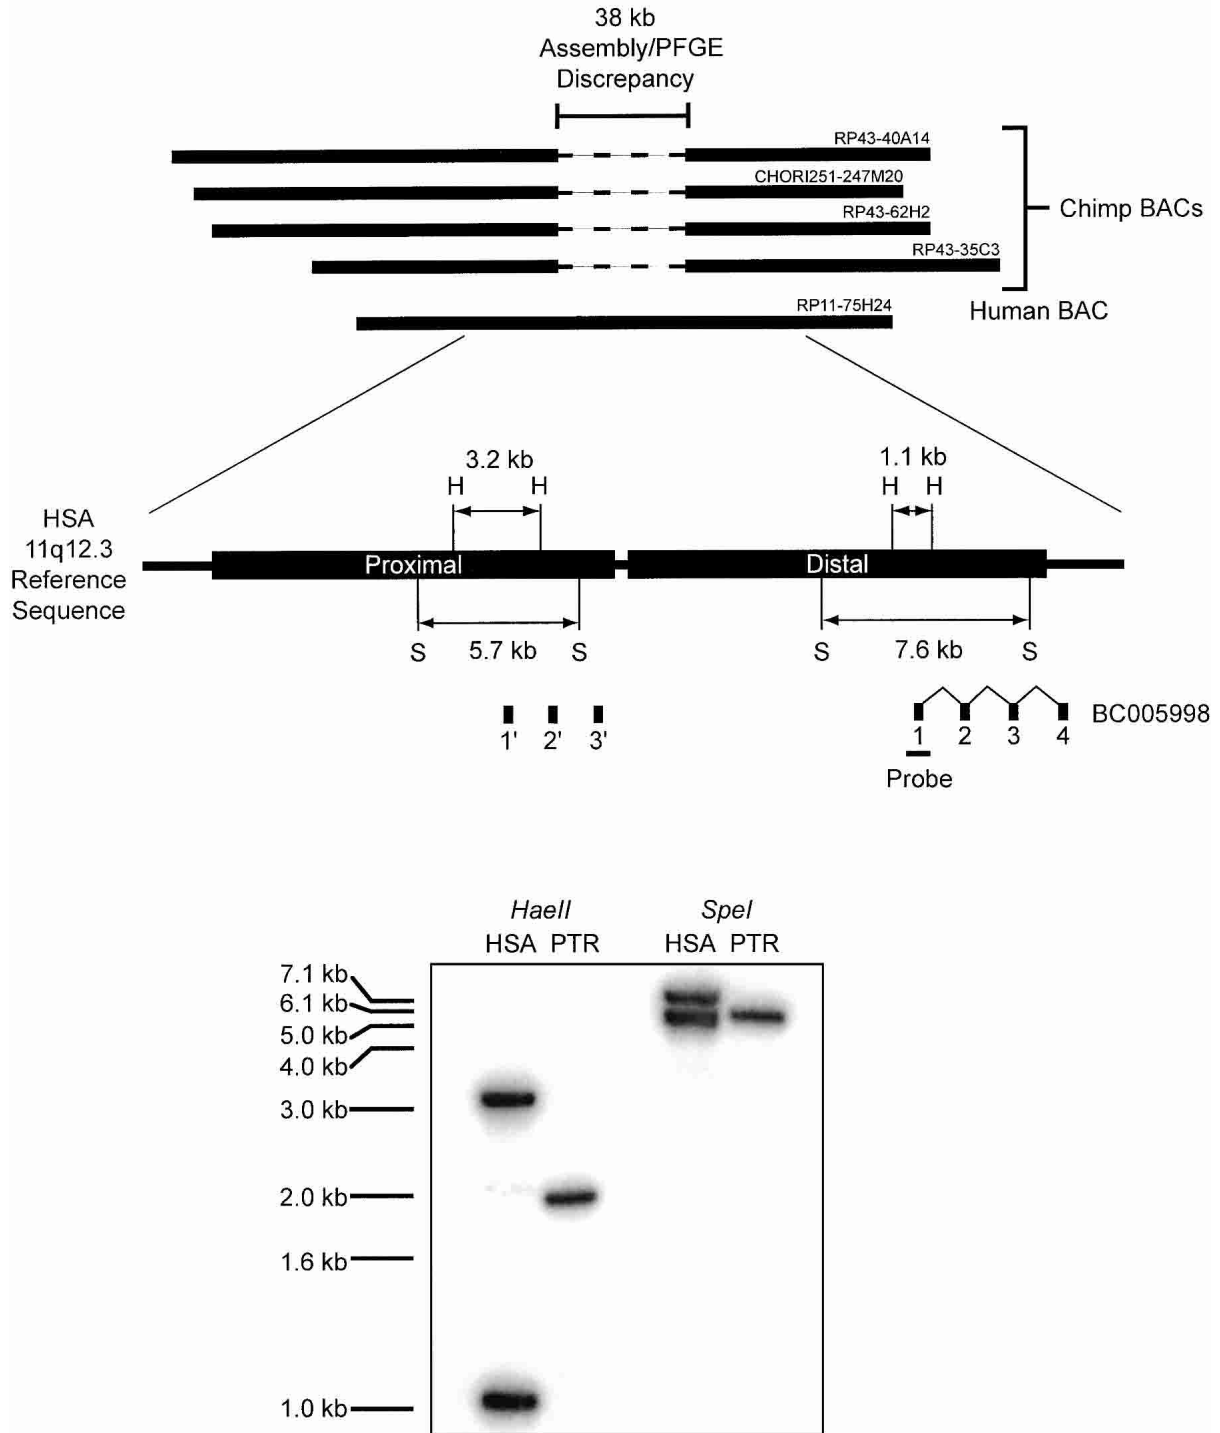 38 kb
Assembly/PFGE
Discrepancy
RP43-40A14
CHORI251-247M20
RP43-62H2
RP43-35C3
Chimp BACs
RP11-75H24
Human BAC
3.2 kb
1.1 kb
H H H H
HSA
11q12.3
Reference
Sequence
Proximal Distal
S 5.7 kb S S 7.6 kb S
BC005998
1' 2' 3' 1 2 3 4
Probe
HaeII SpeI
HSA PTR HSA PTR
7.1 kb
6.1 kb
5.0 kb
4.0 kb
3.0 kb
2.0 kb
1.6 kb
1.0 kb